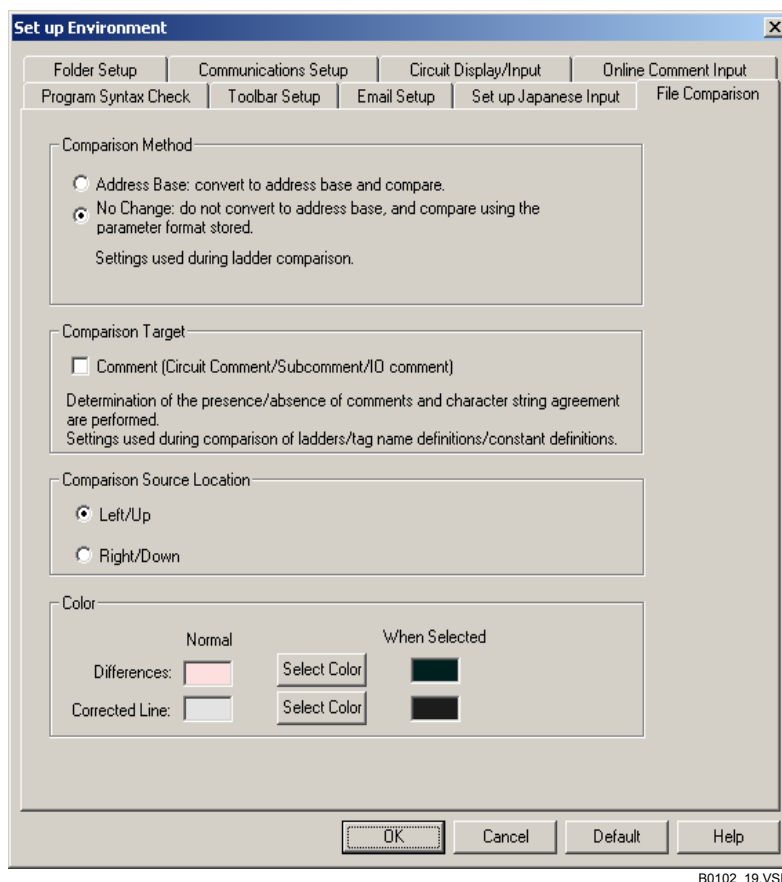 Set up Environment
Folder Setup
Communications Setup
Circuit Display/Input
Online Comment Input
Program Syntax Check
Toolbar Setup
Email Setup
Set up Japanese Input
File Comparison
Comparison Method
Address Base: convert to address base and compare.
No Change: do not convert to address base, and compare using the
parameter format stored.
Settings used during ladder comparison.
Comparison Target
Comment (Circuit Comment/Subcomment/IO comment)
Determination of the presence/absence of comments and character string agreement
are performed.
Settings used during comparison of ladders/tag name definitions/constant definitions.
Comparison Source Location
Left/Up
Right/Down
Color
Normal
When Selected
Differences:
Select Color
Corrected Line:
Select Color
OK
Cancel
Default
Help
B0102_19.VSD